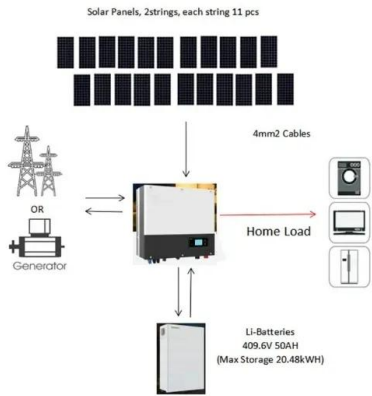 Solar Panels, 2strings, each string 11 pcs
4mm2 Cables
OR
Generator
Home Load
Li-Batteries
409.6V 50AH
(Max Storage 20.48kWH)